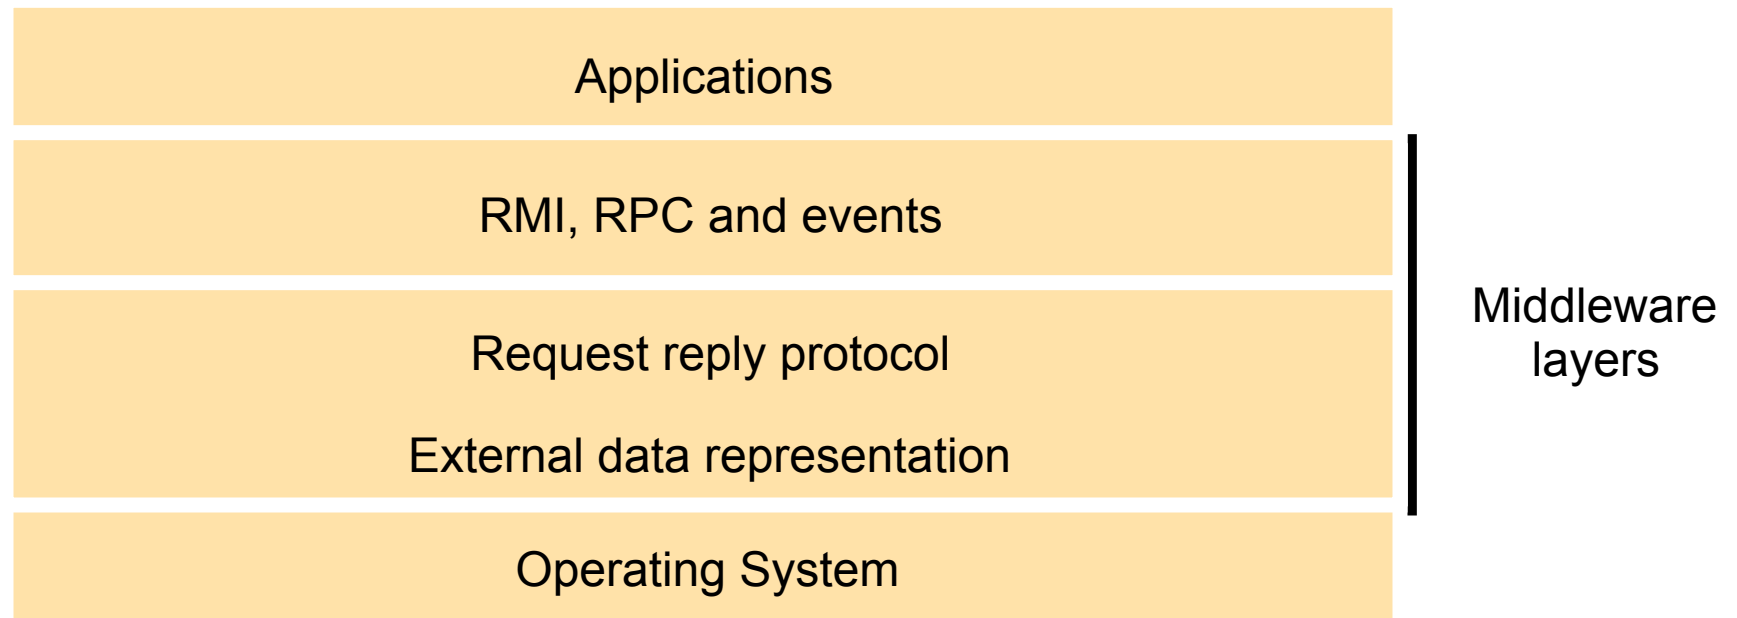 Applications
RMI, RPC and events
Request reply protocol
External data representation
Operating System
Middleware
layers